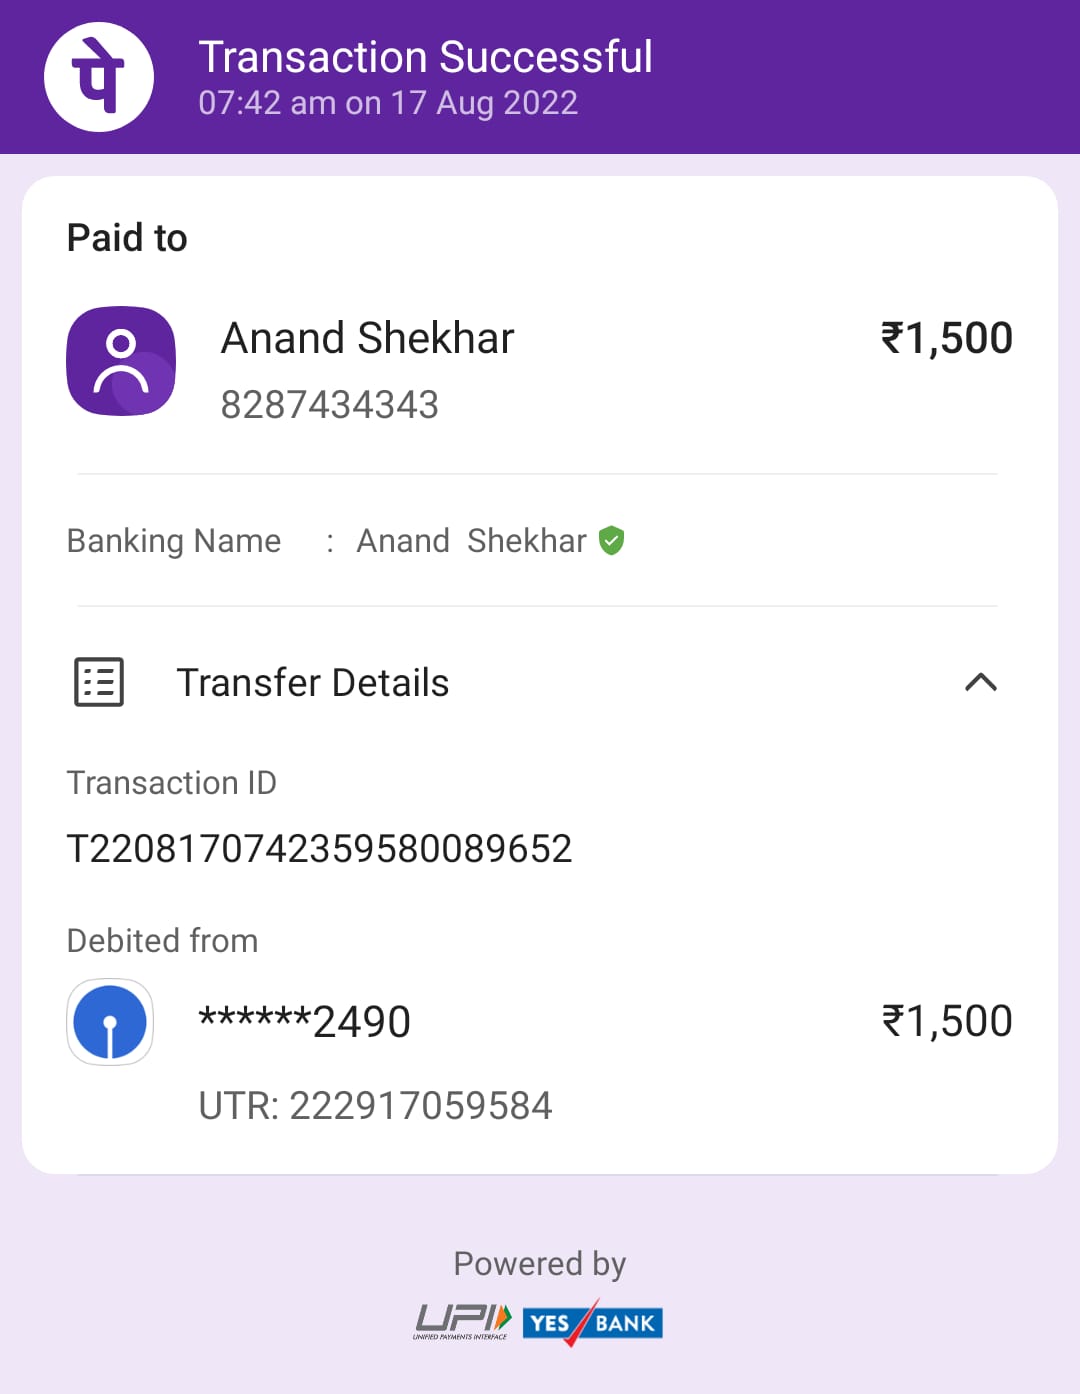 पे
Transaction Successful
07:42 am on 17 Aug 2022
Paid to
Anand Shekhar ₹1,500
8287434343
Banking Name : Anand Shekhar
Transfer Details
Transaction ID
T2208170742359580089652
Debited from
******2490 ₹1,500
UTR: 222917059584
Powered by
UPI YES BANK
UNIFIED PAYMENTS INTERFACE